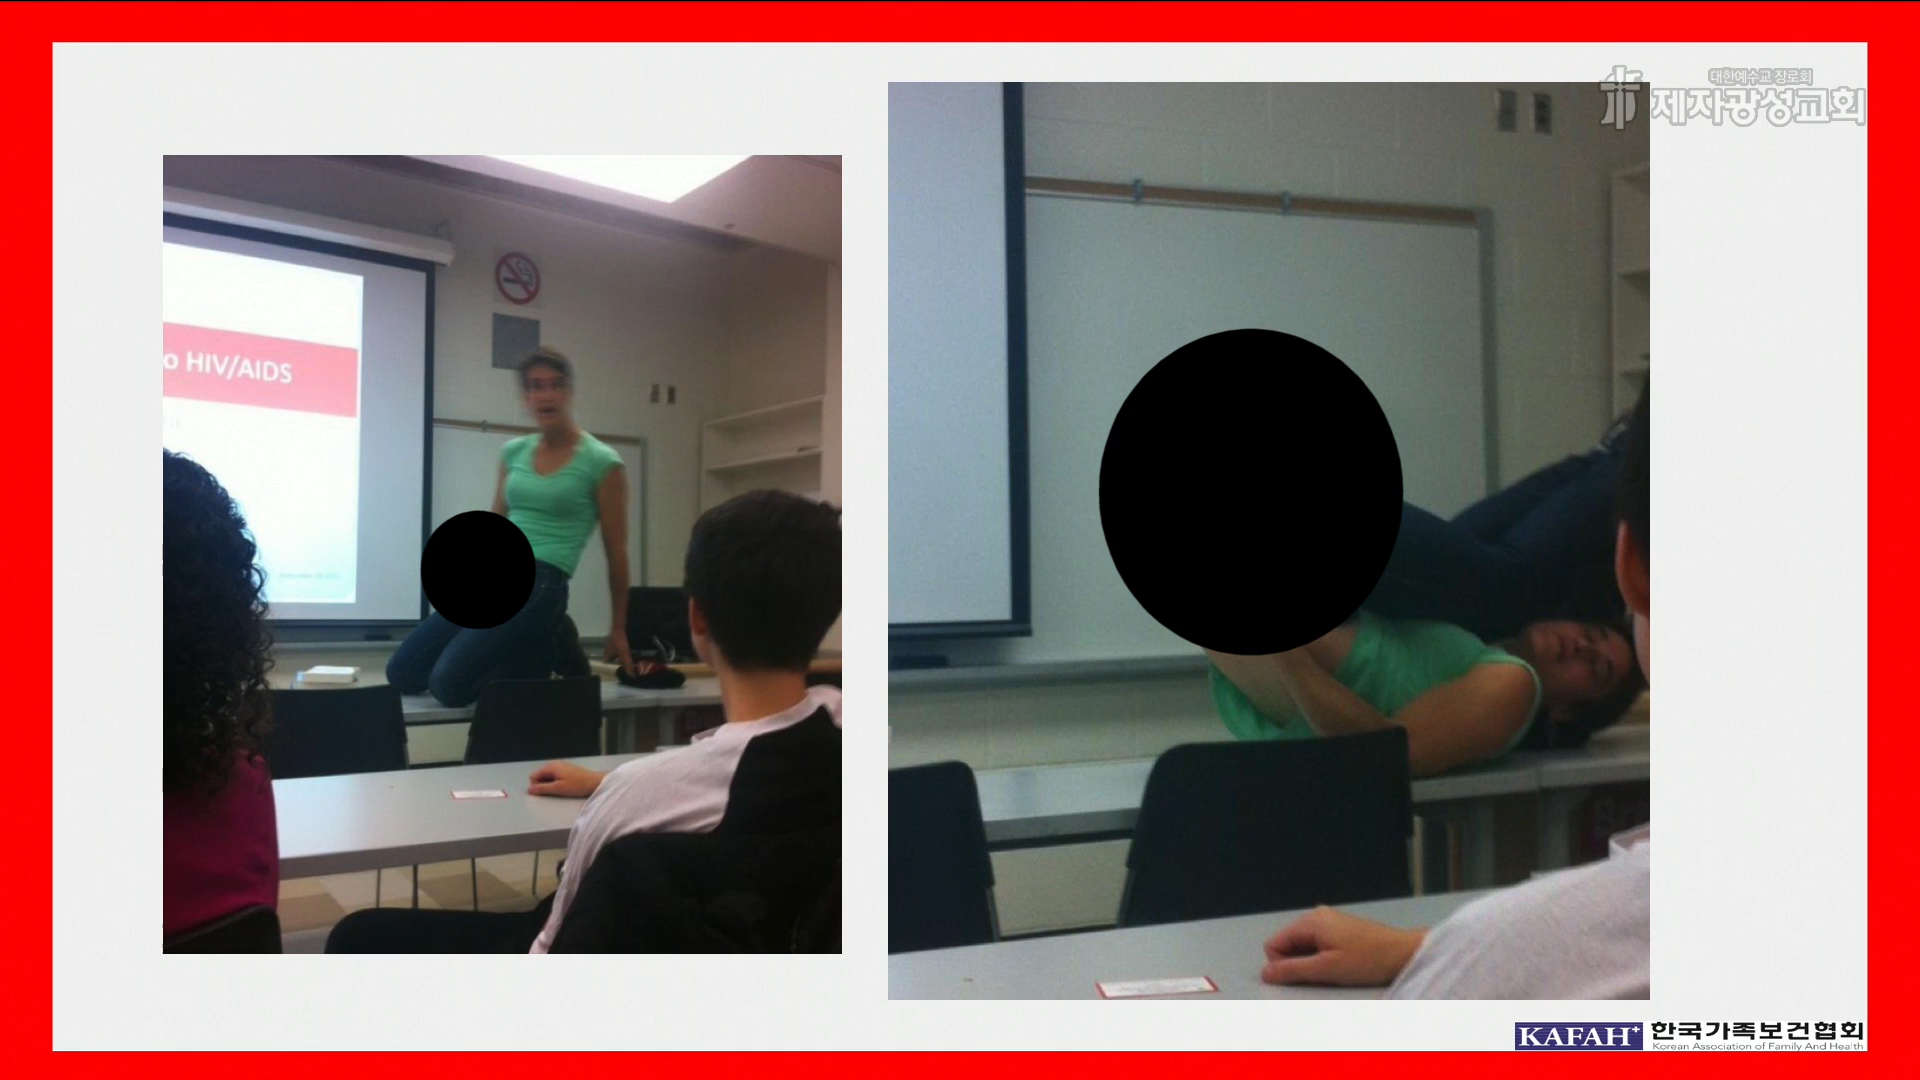 대한예수교 장로회
제자광성교회
o HIV/AIDS
KAFAH+ 한국가족보건협회
Korean Association of Family And Health